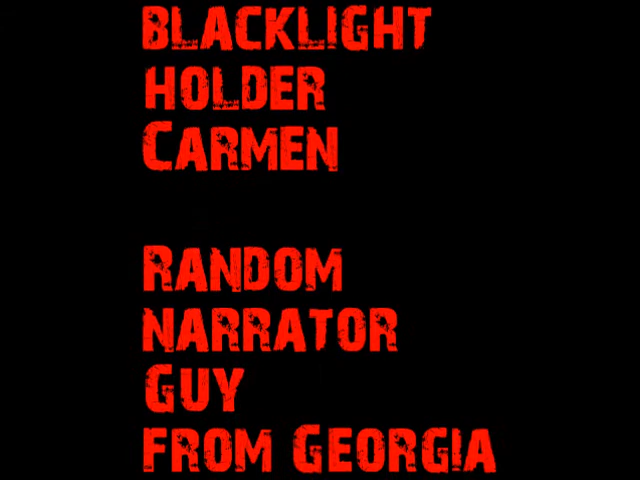 Blacklight
holder
Carmen
Random
narrator
Guy
from Georgia